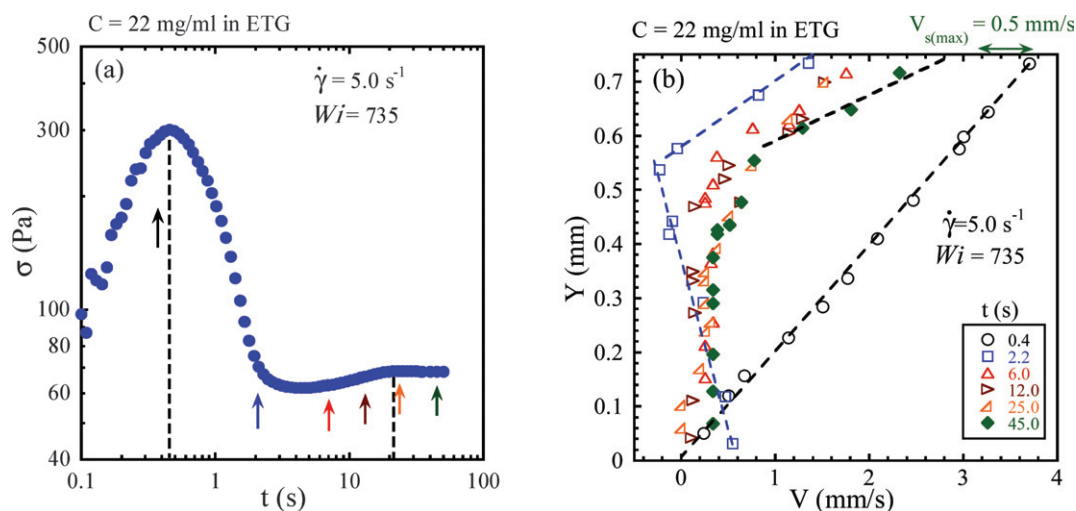 C = 22 mg/ml in ETG
(a)
γ̇ = 5.0 s⁻¹
Wi = 735
σ (Pa)
500
300
100
80
60
40
0.1
1
10
100
t (s)
C = 22 mg/ml in ETG
V_s(max) = 0.5 mm/s
(b)
γ̇=5.0 s⁻¹
Wi = 735
Y (mm)
0.7
0.6
0.5
0.4
0.3
0.2
0.1
0
t (s)
0.4
2.2
6.0
12.0
25.0
45.0
0
1
2
3
4
V (mm/s)